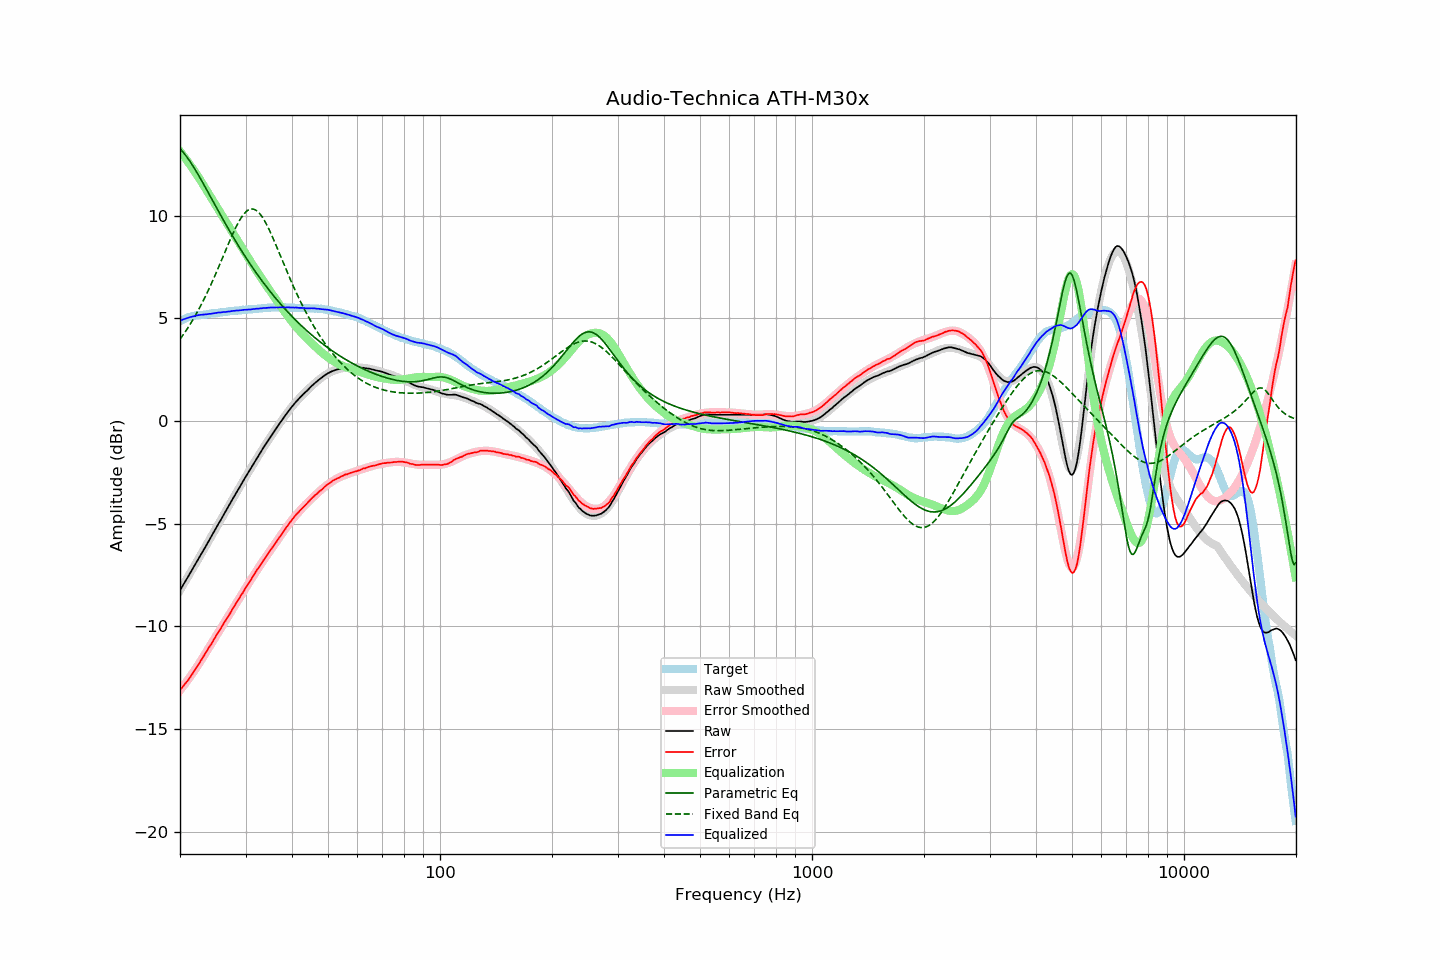 Audio-Technica ATH-M30x
Amplitude (dBr)
10
5
0
−5
−10
−15
−20
100
1000
10000
Frequency (Hz)
Target
Raw Smoothed
Error Smoothed
Raw
Error
Equalization
Parametric Eq
Fixed Band Eq
Equalized